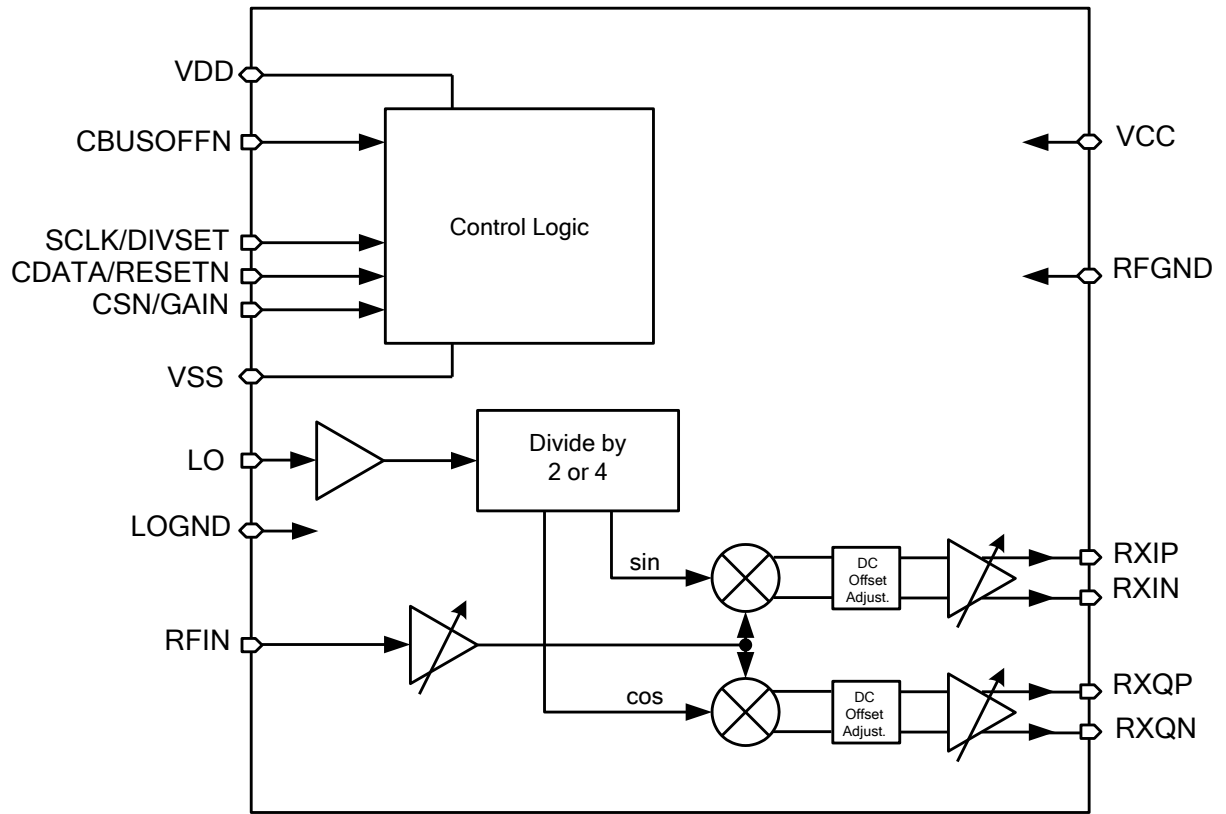 VDD
CBUSOFFN
SCLK/DIVSET
CDATA/RESETN
CSN/GAIN
VSS
Control Logic
VCC
RFGND
LO
LOGND
Divide by
2 or 4
sin
cos
RFIN
DC
Offset
Adjust.
RXIP
RXIN
DC
Offset
Adjust.
RXQP
RXQN